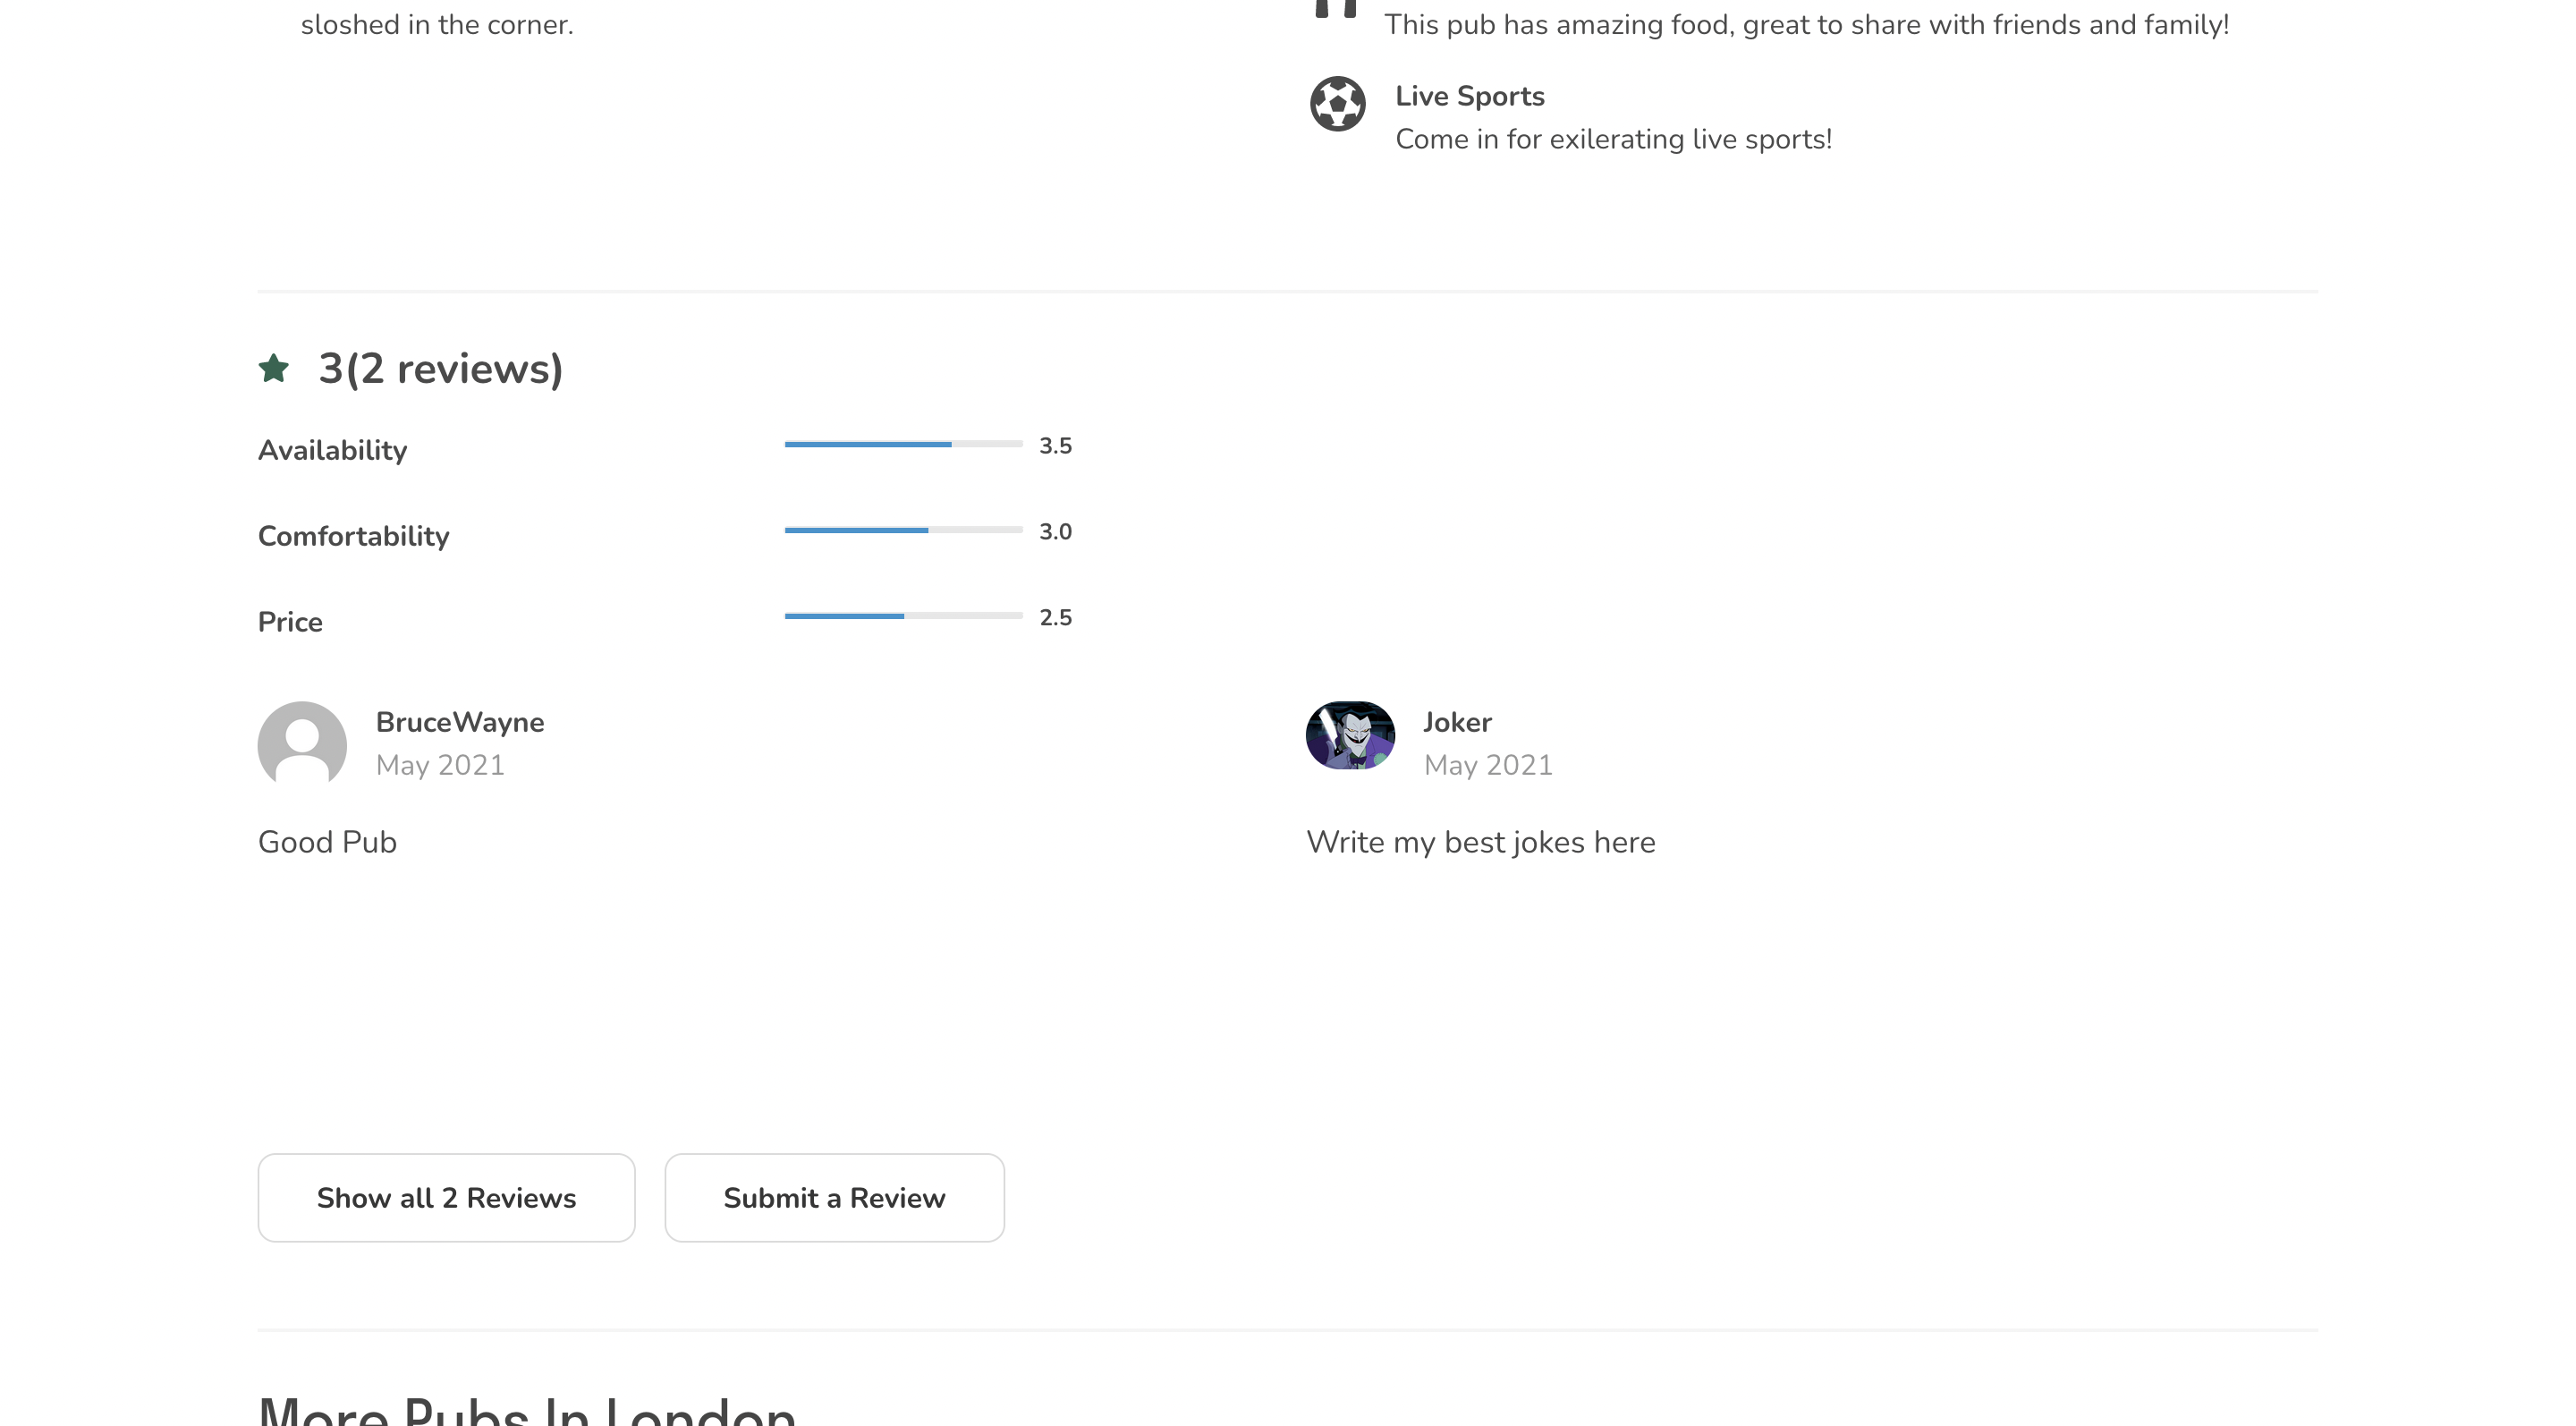 sloshed in the corner.
This pub has amazing food, great to share with friends and family!
Live Sports
Come in for exilerating live sports!
3(2 reviews)
Availability 3.5
Comfortability 3.0
Price 2.5
BruceWayne
May 2021
Good Pub
Joker
May 2021
Write my best jokes here
Show all 2 Reviews
Submit a Review
More Pubs In London